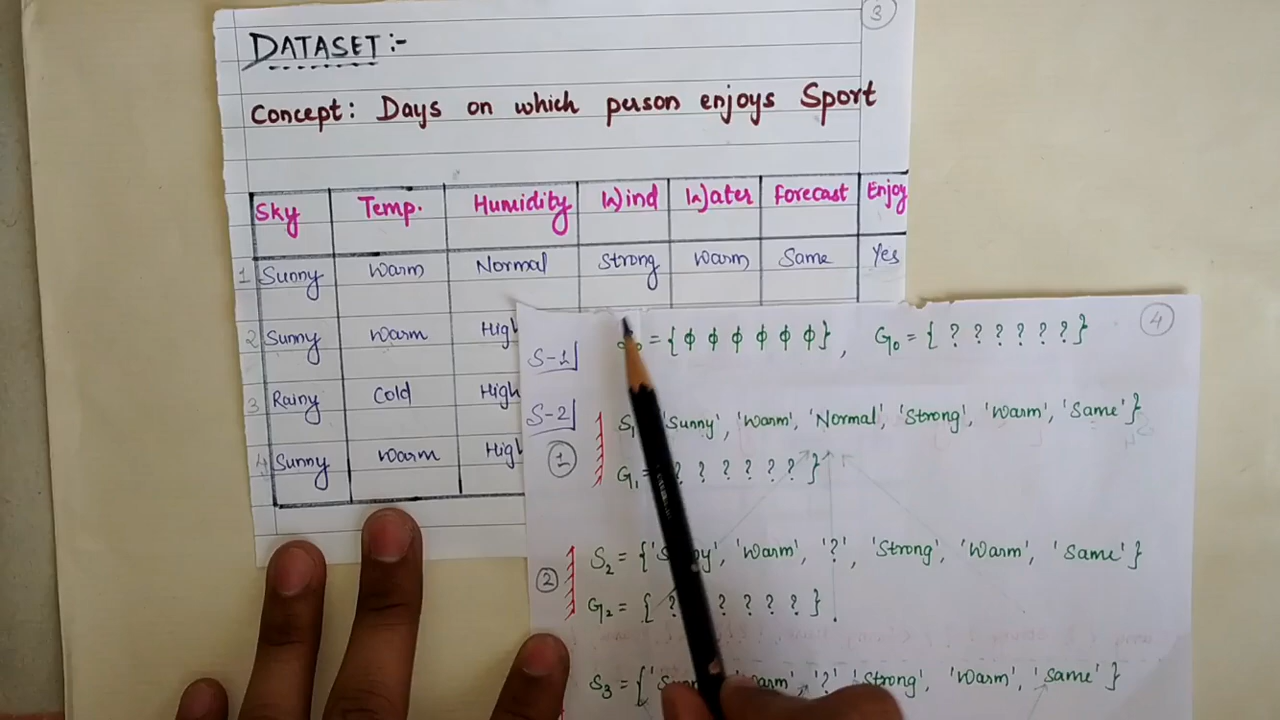 3
DATASET :-
Concept: Days on which person enjoys Sport
Sky Temp. Humidity Wind Water forecast Enjoy
1 Sunny Warm Normal Strong Warm Same Yes
2 Sunny Warm
3 Rainy Cold High
4 Sunny Warm
4
S-1 = {ϕ ϕ ϕ ϕ ϕ ϕ} , G₀ = { ? ? ? ? ? ? }
S-2
1
'Sunny', 'Warm', 'Normal', 'Strong', 'Warm', 'Same' }
G₁ ? ? ? ? ? ? }
2
S₂ = { 'Warm', '?', 'Strong', 'Warm', 'Same' }
G₂ = { ? ? ? ? ? }
S₃ = { '?' 'Strong', 'Warm', 'Same' }